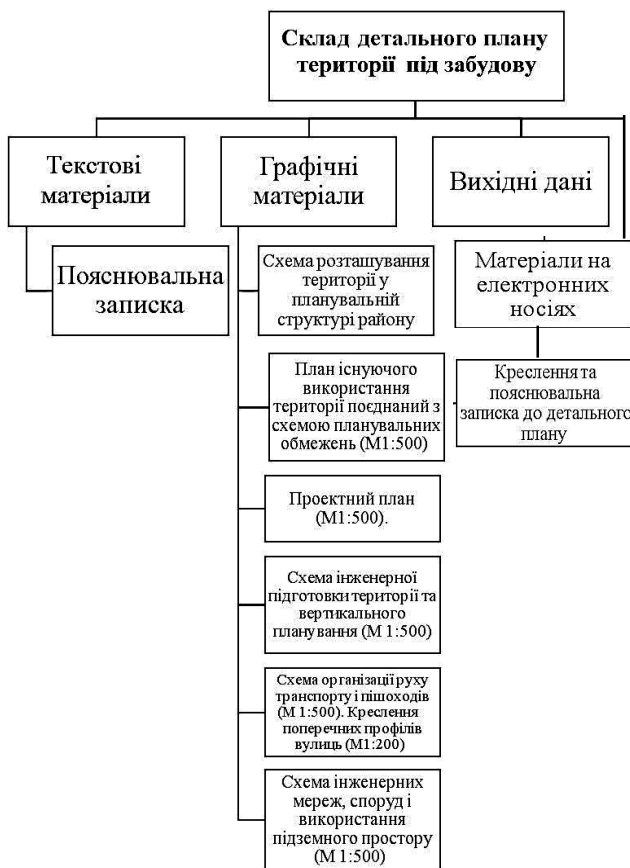 Склад детального плану
території під забудову
Текстові
матеріали
Графічні
матеріали
Вихідні дані
Пояснювальна
записка
Схема розташування
території у
планувальній
структурі району
Матеріали на
електронних
носіях
План існуючого
використання
території поєднаний з
схемою планувальних
обмежень (М1:500)
Креслення та
пояснювальна
записка до детального
плану
Проектний план
(М1:500).
Схема інженерної
підготовки території та
вертикального
планування (М 1:500)
Схема організації руху
транспорту і пішоходів
(М 1:500). Креслення
поперечних профілів
вулиць (М1:200)
Схема інженерних
мереж, споруд і
використання
підземного простору
(М 1:500)